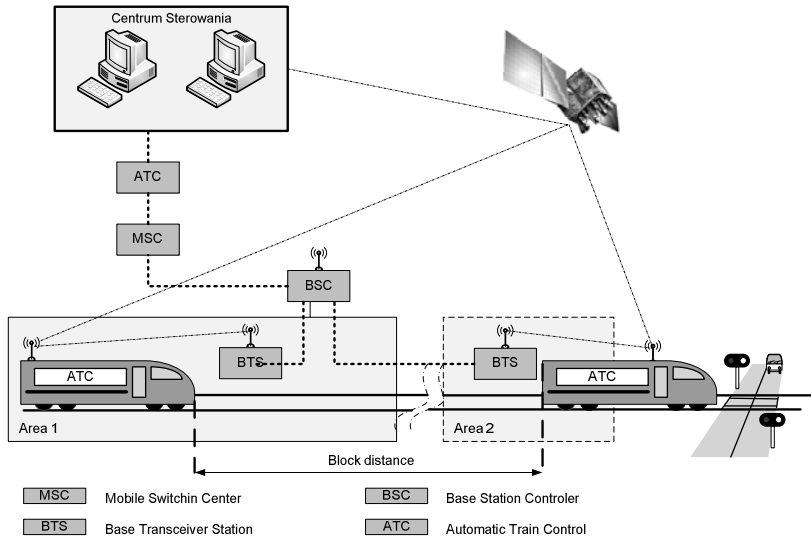 Centrum Sterowania
ATC
MSC
BSC
BTS
BTS
ATC
ATC
Area 1
Area 2
Block distance
MSC Mobile Switchin Center
BSC Base Station Controler
BTS Base Transceiver Station
ATC Automatic Train Control